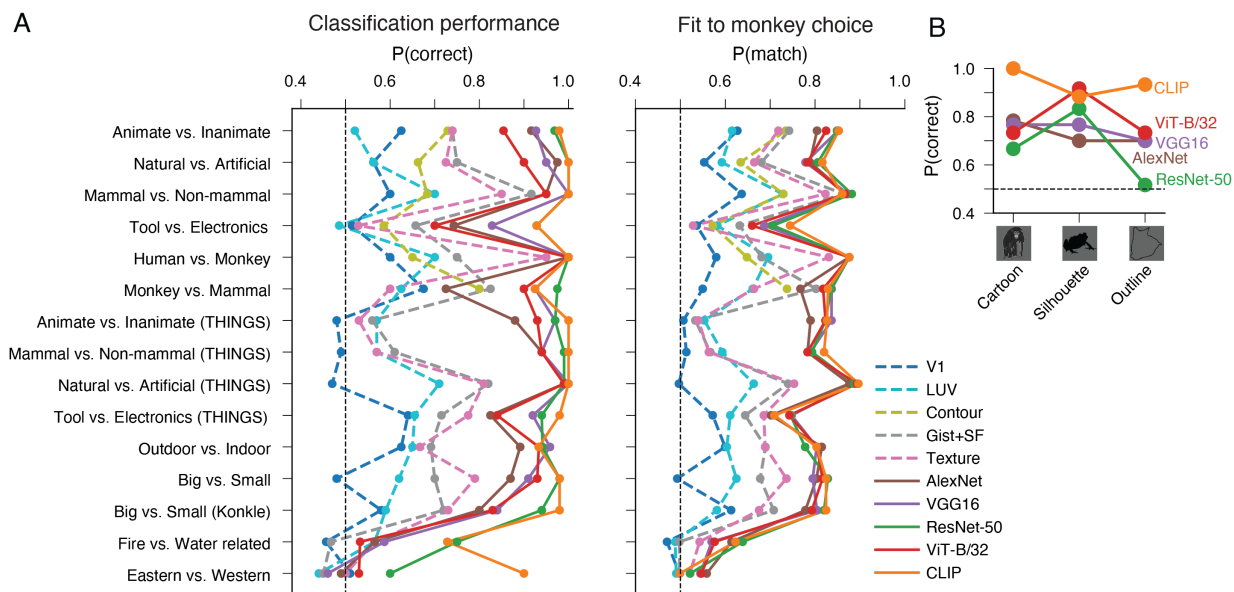 A
Classification performance
P(correct)
0.4 0.6 0.8 1.0
Fit to monkey choice
P(match)
0.4 0.6 0.8 1.0
Animate vs. Inanimate
Natural vs. Artificial
Mammal vs. Non-mammal
Tool vs. Electronics
Human vs. Monkey
Monkey vs. Mammal
Animate vs. Inanimate (THINGS)
Mammal vs. Non-mammal (THINGS)
Natural vs. Artificial (THINGS)
Tool vs. Electronics (THINGS)
Outdoor vs. Indoor
Big vs. Small
Big vs. Small (Konkle)
Fire vs. Water related
Eastern vs. Western
B
P(correct)
1.0
0.8
0.6
0.4
CLIP
ViT-B/32
VGG16
AlexNet
ResNet-50
Cartoon
Silhouette
Outline
V1
LUV
Contour
Gist+SF
Texture
AlexNet
VGG16
ResNet-50
ViT-B/32
CLIP